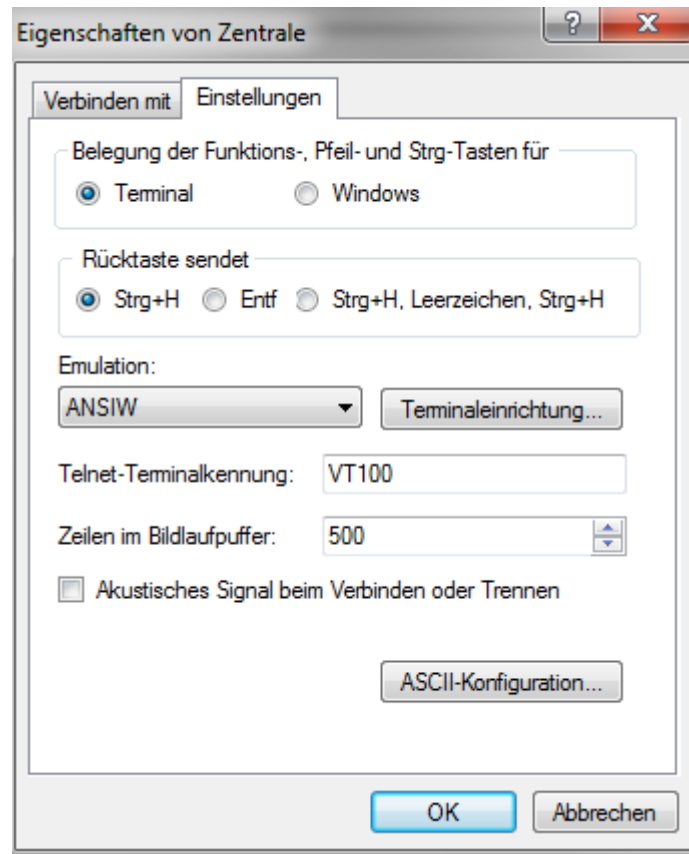 Eigenschaften von Zentrale
Verbinden mit Einstellungen
Belegung der Funktions-, Pfeil- und Strg-Tasten für
Terminal Windows
Rücktaste sendet
Strg+H Entf Strg+H, Leerzeichen, Strg+H
Emulation:
ANSIW Terminaleinrichtung...
Telnet-Terminalkennung: VT100
Zeilen im Bildlaufpuffer: 500
Akustisches Signal beim Verbinden oder Trennen
ASCII-Konfiguration...
OK Abbrechen